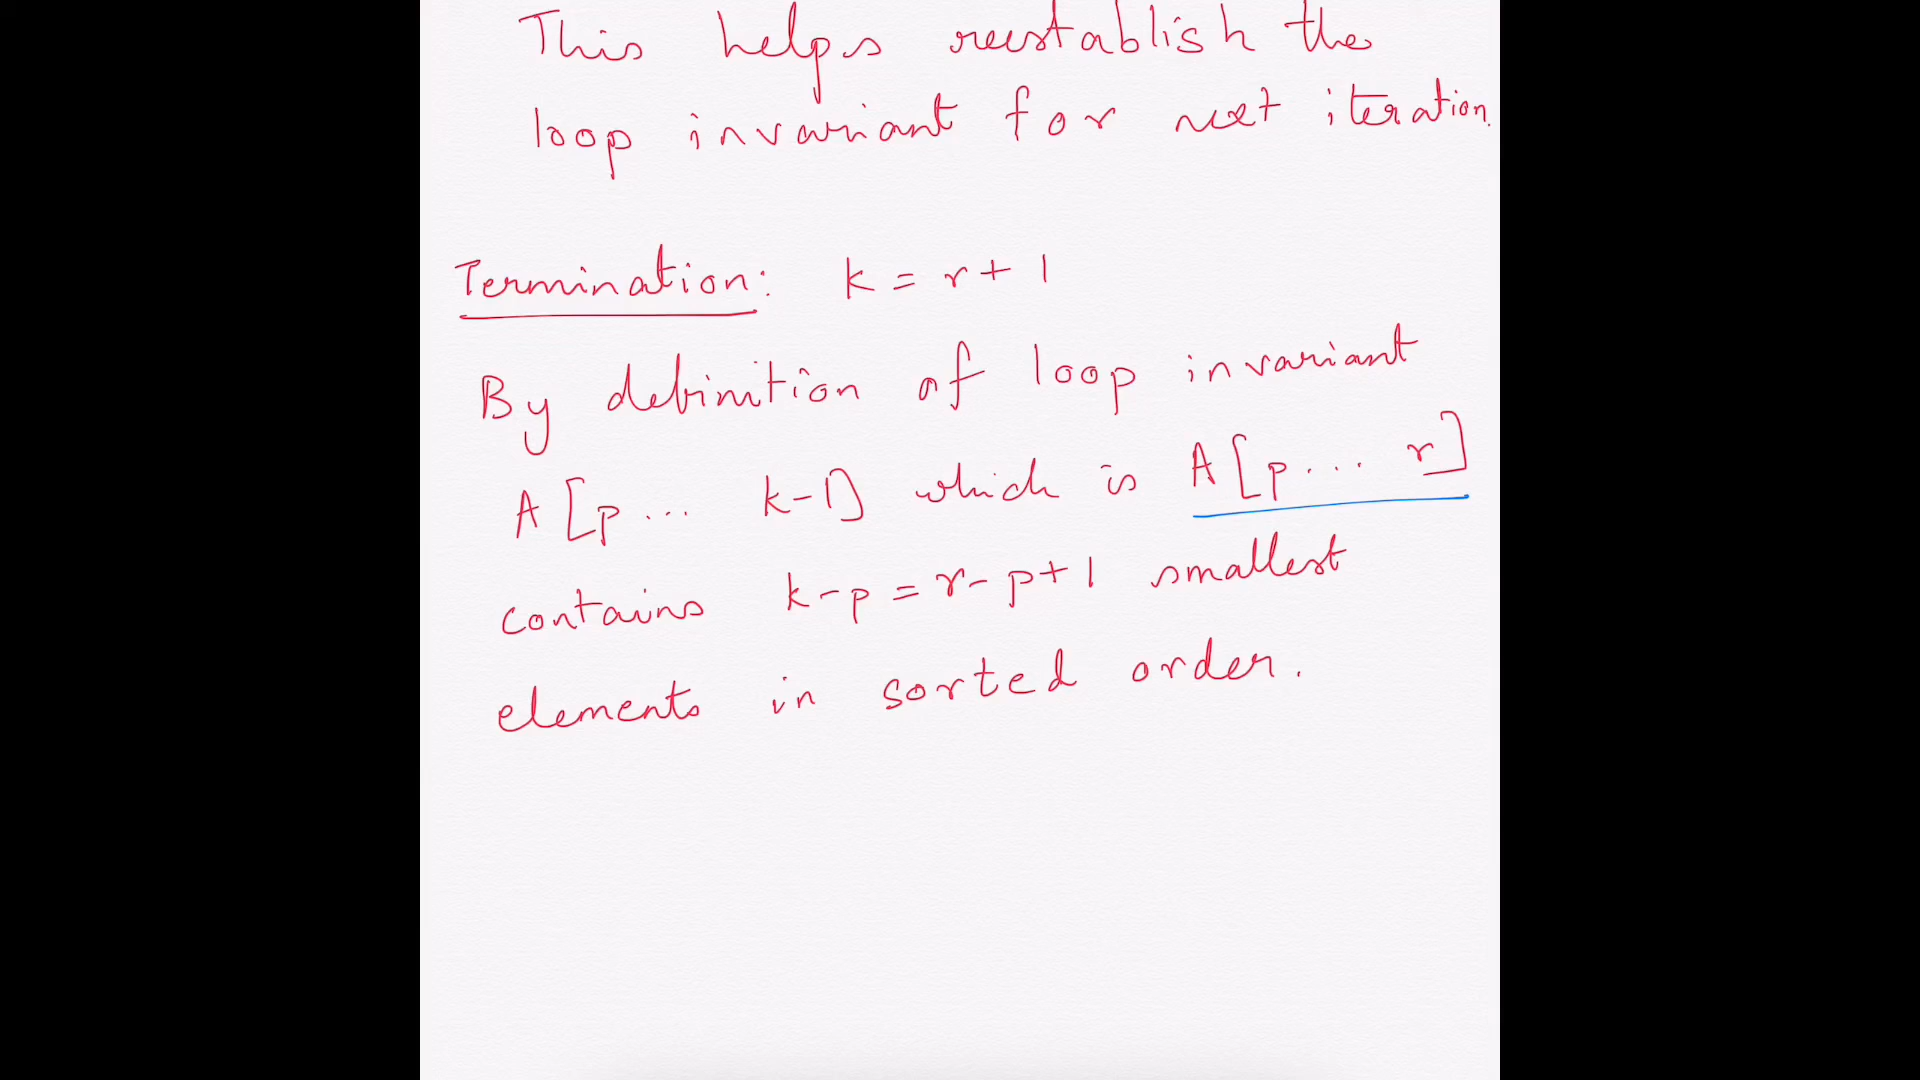 This helps reestablish the
loop invariant for next iteration.
Termination: k = r + 1
By definition of loop invariant
A [p ... k-1] which is A [p ... r]
contains k-p = r-p+1 smallest
elements in sorted order.